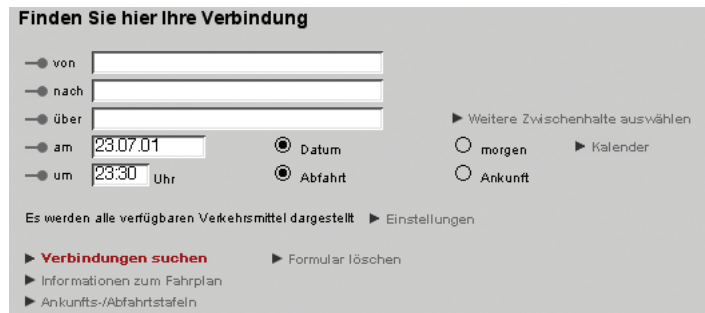 Finden Sie hier Ihre Verbindung
von
nach
über Weitere Zwischenhalte auswählen
am 23.07.01 Datum morgen Kalender
um 23:30 Uhr Abfahrt Ankunft
Es werden alle verfügbaren Verkehrsmittel dargestellt Einstellungen
Verbindungen suchen Formular löschen
Informationen zum Fahrplan
Ankunfts-/Abfahrtstafeln